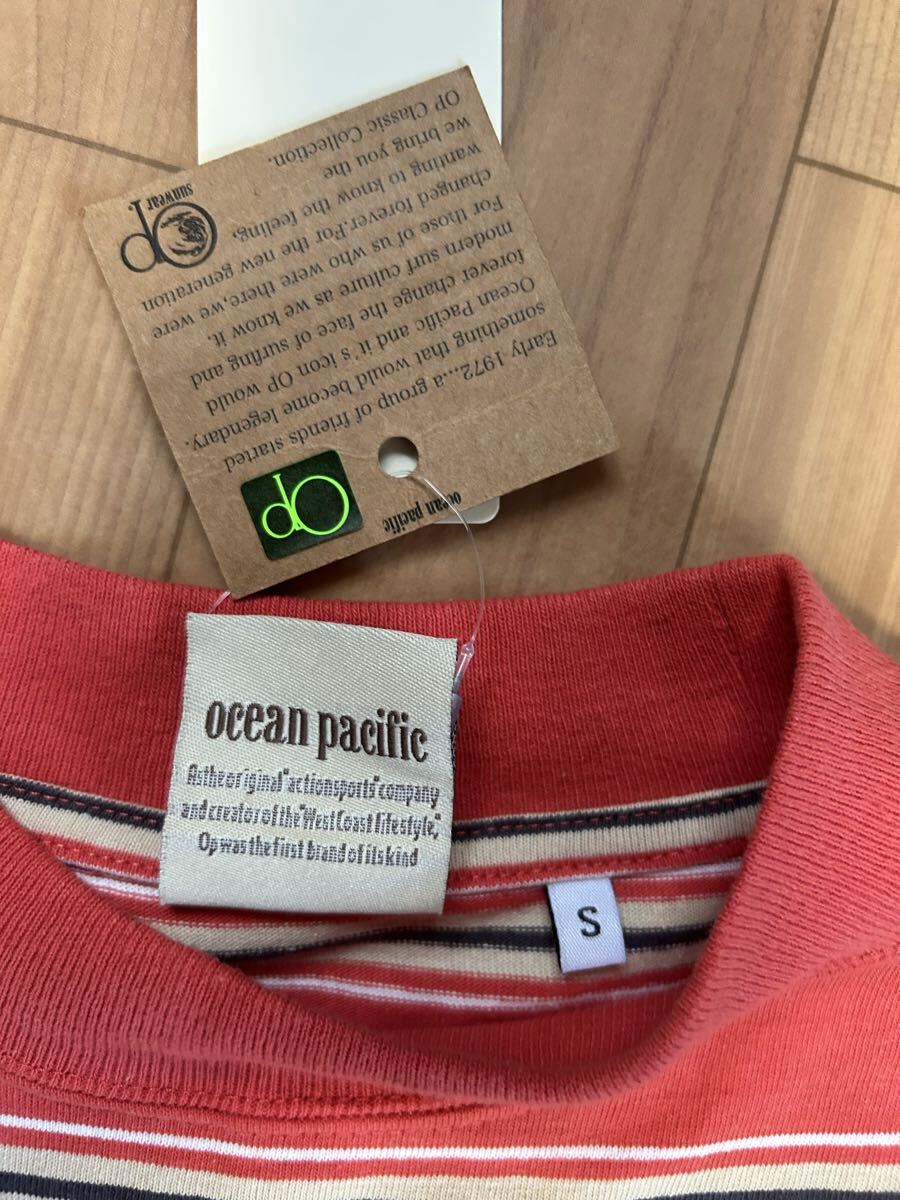 ocean pacific
Op
Early 1972...a group of friends started
something that would become legendary.
Ocean Pacific and it's icon OP would
forever change the face of surfing and
modern surf culture as we know it.
For those of us who were there,we were
changed forever.For the new generation
wanting to know the feeling,
we bring you the
OP Classic Collection.
Op
sunwear®
ocean pacific
As the original "actionsports" company
and creator of the "West Coast lifestyle,"
Op was the first brand of its kind
S